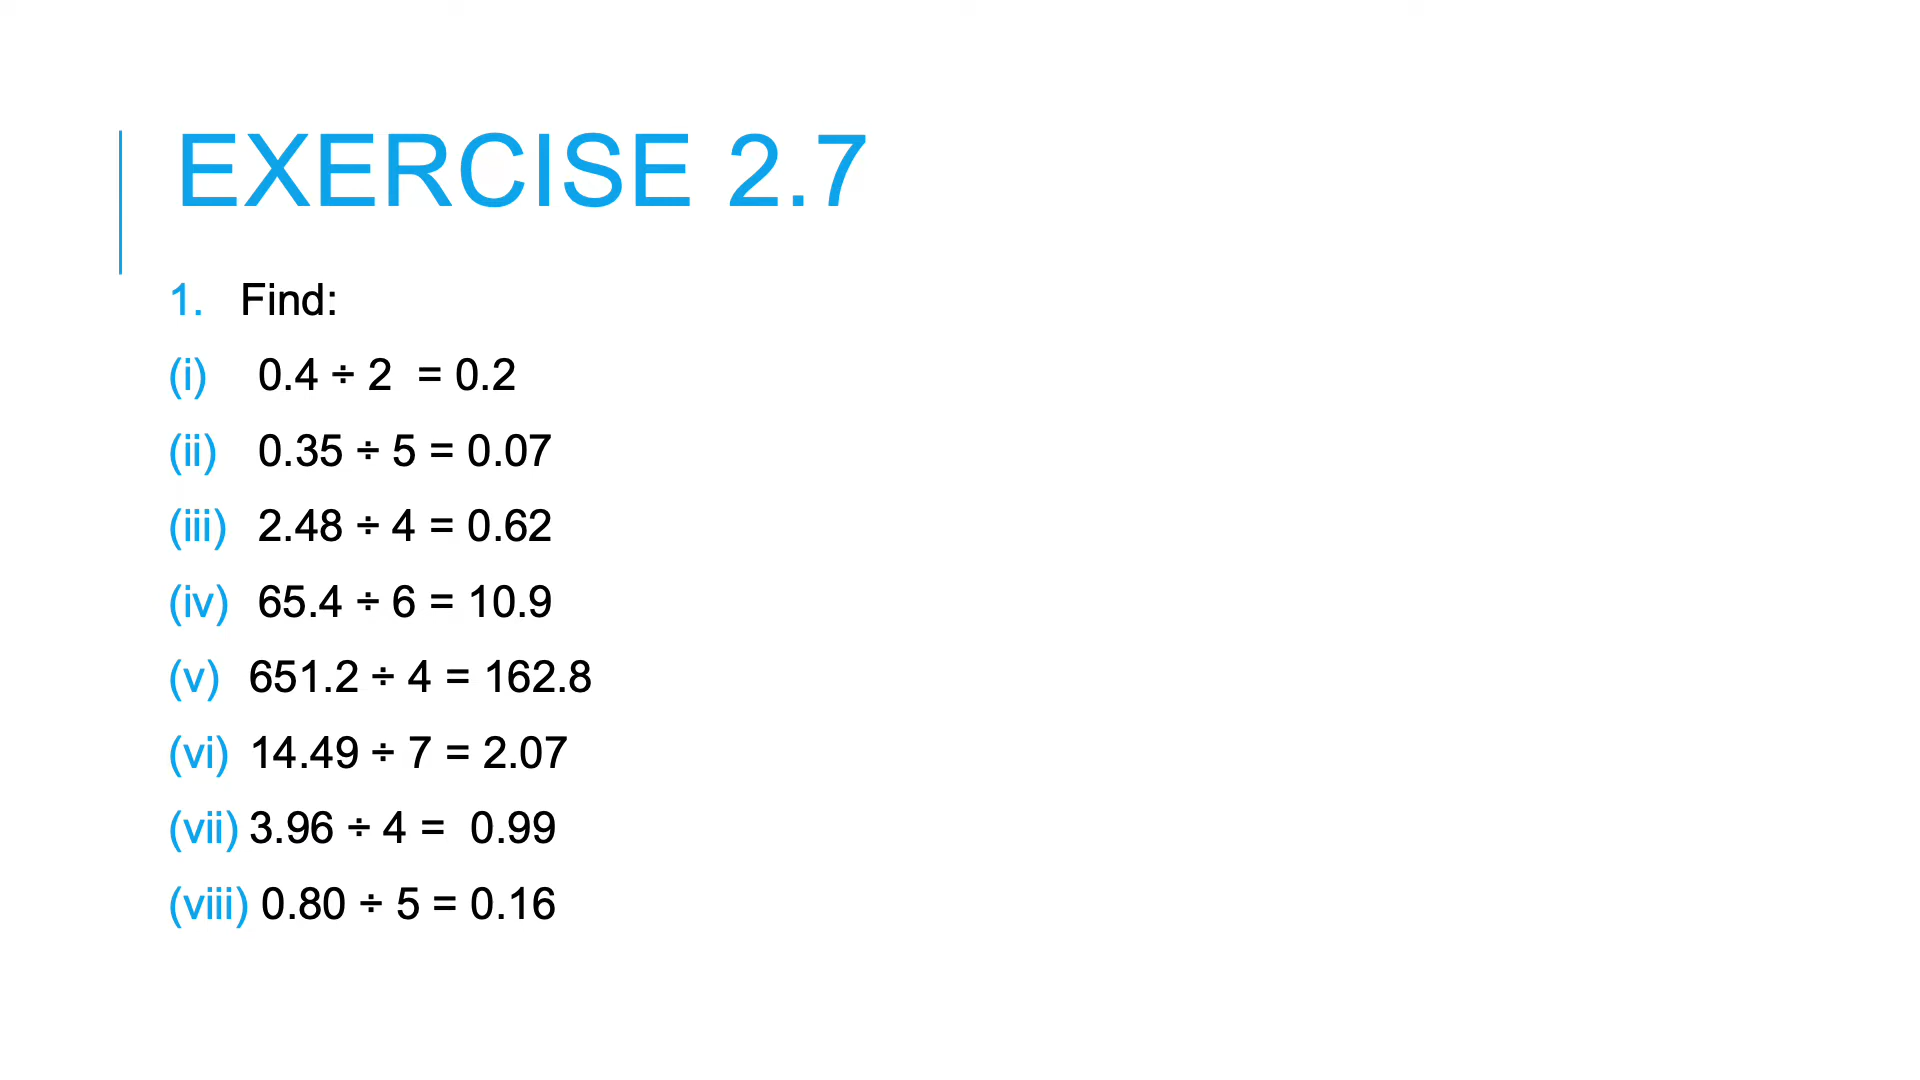 EXERCISE 2.7
1. Find:
(i) 0.4 ÷ 2 = 0.2
(ii) 0.35 ÷ 5 = 0.07
(iii) 2.48 ÷ 4 = 0.62
(iv) 65.4 ÷ 6 = 10.9
(v) 651.2 ÷ 4 = 162.8
(vi) 14.49 ÷ 7 = 2.07
(vii) 3.96 ÷ 4 = 0.99
(viii) 0.80 ÷ 5 = 0.16